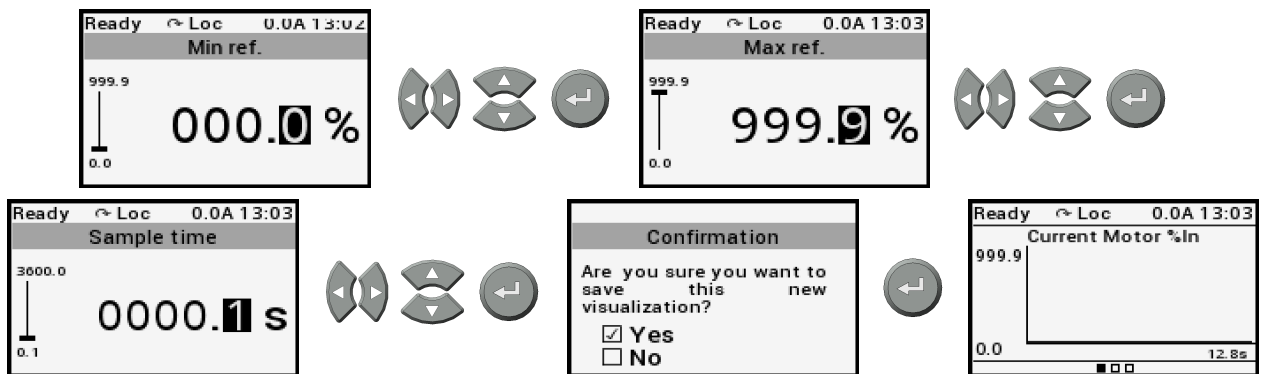 Ready Loc 0.0A 13:02
Min ref.
999.9
000.0 %
0.0
Ready Loc 0.0A 13:03
Max ref.
999.9
999.9 %
0.0
Ready Loc 0.0A 13:03
Sample time
3600.0
0000.1 s
0.1
Confirmation
Are you sure you want to
save this new
visualization?
Yes
No
Ready Loc 0.0A 13:03
Current Motor %In
999.9
0.0
12.8s